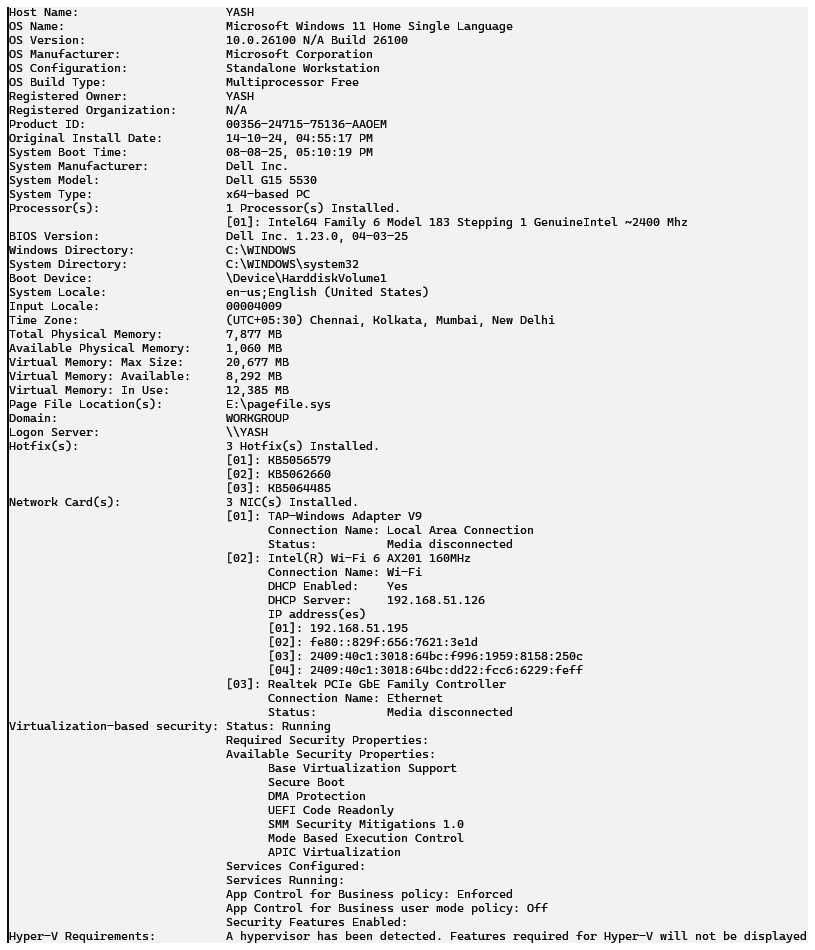 Host Name:                     YASH
OS Name:                       Microsoft Windows 11 Home Single Language
OS Version:                    10.0.26100 N/A Build 26100
OS Manufacturer:               Microsoft Corporation
OS Configuration:              Standalone Workstation
OS Build Type:                 Multiprocessor Free
Registered Owner:              YASH
Registered Organization:       N/A
Product ID:                    00356-24715-75136-AAOEM
Original Install Date:         14-10-24, 04:55:17 PM
System Boot Time:              08-08-25, 05:10:19 PM
System Manufacturer:           Dell Inc.
System Model:                  Dell G15 5530
System Type:                   x64-based PC
Processor(s):                  1 Processor(s) Installed.
                               [01]: Intel64 Family 6 Model 183 Stepping 1 GenuineIntel ~2400 Mhz
BIOS Version:                  Dell Inc. 1.23.0, 04-03-25
Windows Directory:             C:\WINDOWS
System Directory:              C:\WINDOWS\system32
Boot Device:                   \Device\HarddiskVolume1
System Locale:                 en-us;English (United States)
Input Locale:                  00004009
Time Zone:                     (UTC+05:30) Chennai, Kolkata, Mumbai, New Delhi
Total Physical Memory:         7,877 MB
Available Physical Memory:     1,060 MB
Virtual Memory: Max Size:      20,677 MB
Virtual Memory: Available:     8,292 MB
Virtual Memory: In Use:        12,385 MB
Page File Location(s):         E:\pagefile.sys
Domain:                        WORKGROUP
Logon Server:                  \\YASH
Hotfix(s):                     3 Hotfix(s) Installed.
                               [01]: KB5056579
                               [02]: KB5062660
                               [03]: KB5064485
Network Card(s):               3 NIC(s) Installed.
                               [01]: TAP-Windows Adapter V9
                                     Connection Name: Local Area Connection
                                     Status:          Media disconnected
                               [02]: Intel(R) Wi-Fi 6 AX201 160MHz
                                     Connection Name: Wi-Fi
                                     DHCP Enabled:    Yes
                                     DHCP Server:     192.168.51.126
                                     IP address(es)
                                     [01]: 192.168.51.195
                                     [02]: fe80::829f:656:7621:3e1d
                                     [03]: 2409:40c1:3018:64bc:f996:1959:8158:250c
                                     [04]: 2409:40c1:3018:64bc:dd22:fcc6:6229:feff
                               [03]: Realtek PCIe GbE Family Controller
                                     Connection Name: Ethernet
                                     Status:          Media disconnected
Virtualization-based security: Status: Running
                               Required Security Properties:
                               Available Security Properties:
                                     Base Virtualization Support
                                     Secure Boot
                                     DMA Protection
                                     UEFI Code Readonly
                                     SMM Security Mitigations 1.0
                                     Mode Based Execution Control
                                     APIC Virtualization
                               Services Configured:
                               Services Running:
                               App Control for Business policy: Enforced
                               App Control for Business user mode policy: Off
                               Security Features Enabled:
Hyper-V Requirements:          A hypervisor has been detected. Features required for Hyper-V will not be displayed